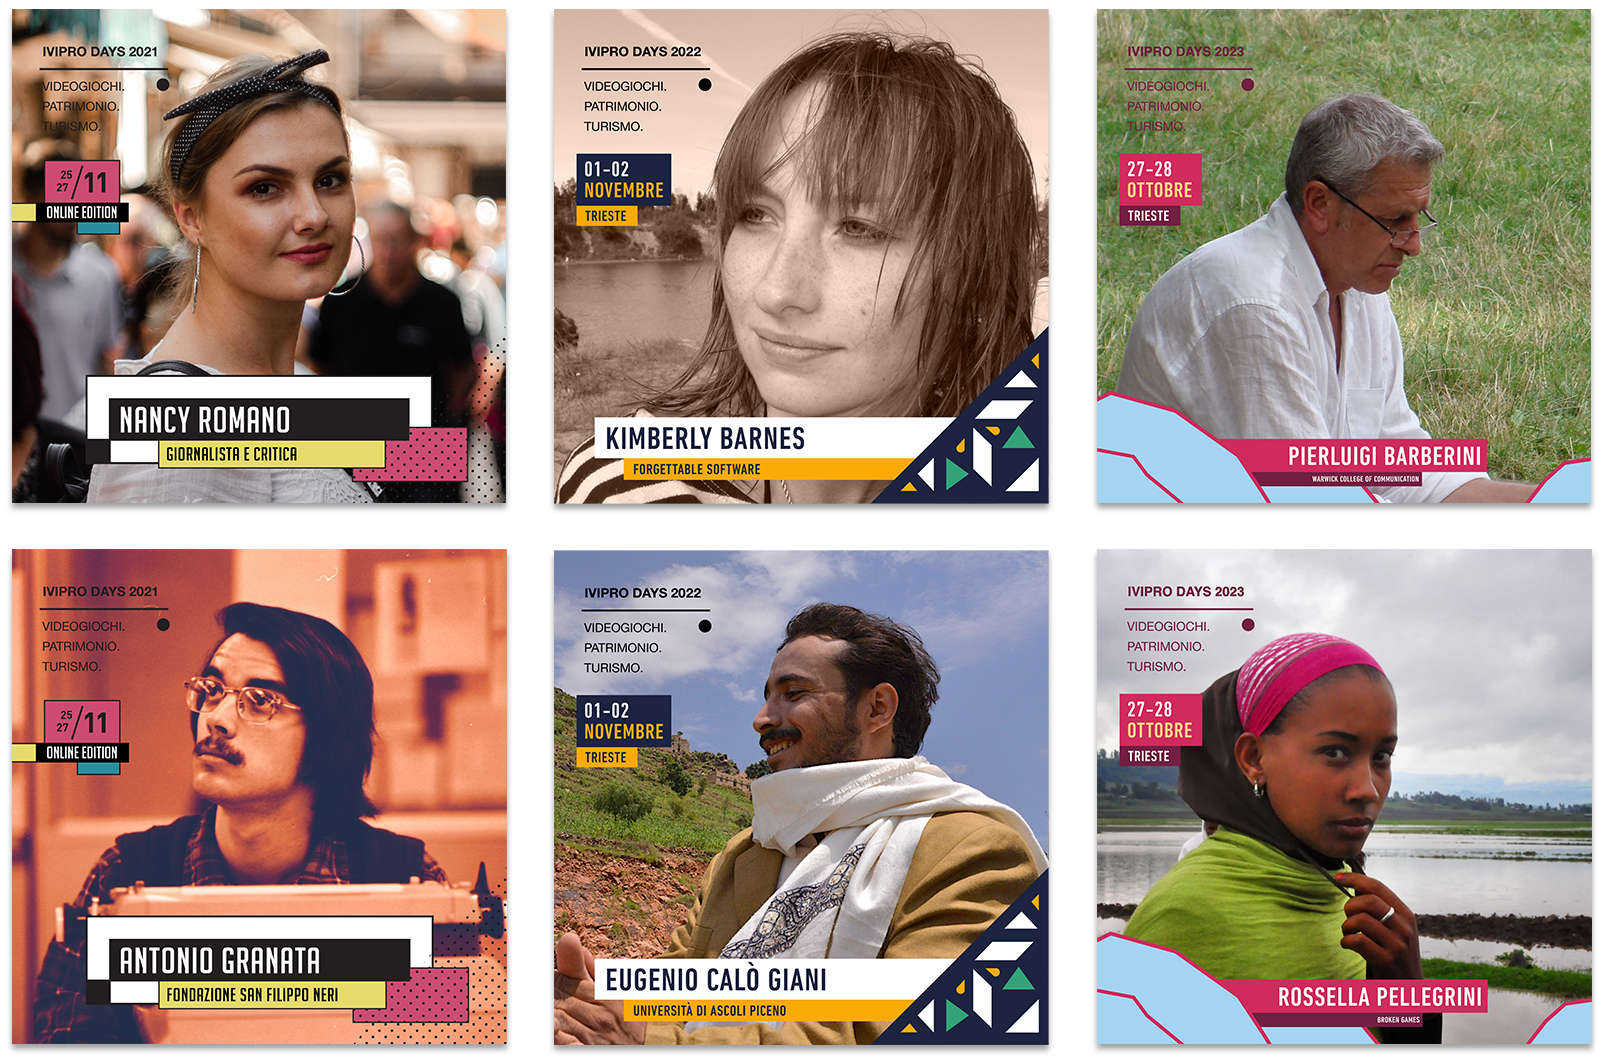 IVIPRO DAYS 2021
VIDEOGIOCHI.
PATRIMONIO.
TURISMO.
25/27/11
ONLINE EDITION
NANCY ROMANO
GIORNALISTA E CRITICA
IVIPRO DAYS 2022
VIDEOGIOCHI.
PATRIMONIO.
TURISMO.
01-02
NOVEMBRE
TRIESTE
KIMBERLY BARNES
FORGETTABLE SOFTWARE
IVIPRO DAYS 2023
VIDEOGIOCHI.
PATRIMONIO.
TURISMO.
27-28
OTTOBRE
TRIESTE
PIERLUIGI BARBERINI
WARWICK COLLEGE OF COMMUNICATION
IVIPRO DAYS 2021
VIDEOGIOCHI.
PATRIMONIO.
TURISMO.
25/27/11
ONLINE EDITION
ANTONIO GRANATA
FONDAZIONE SAN FILIPPO NERI
IVIPRO DAYS 2022
VIDEOGIOCHI.
PATRIMONIO.
TURISMO.
01-02
NOVEMBRE
TRIESTE
EUGENIO CALÒ GIANI
UNIVERSITÀ DI ASCOLI PICENO
IVIPRO DAYS 2023
VIDEOGIOCHI.
PATRIMONIO.
TURISMO.
27-28
OTTOBRE
TRIESTE
ROSSELLA PELLEGRINI
BROKEN GAMES